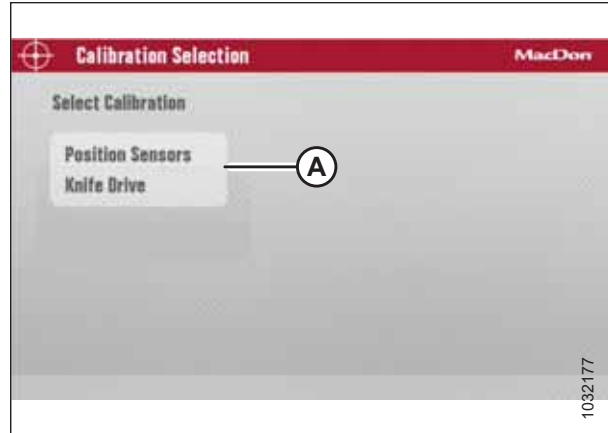 Calibration Selection MacDon
Select Calibration
Position Sensors
Knife Drive
A
1032177